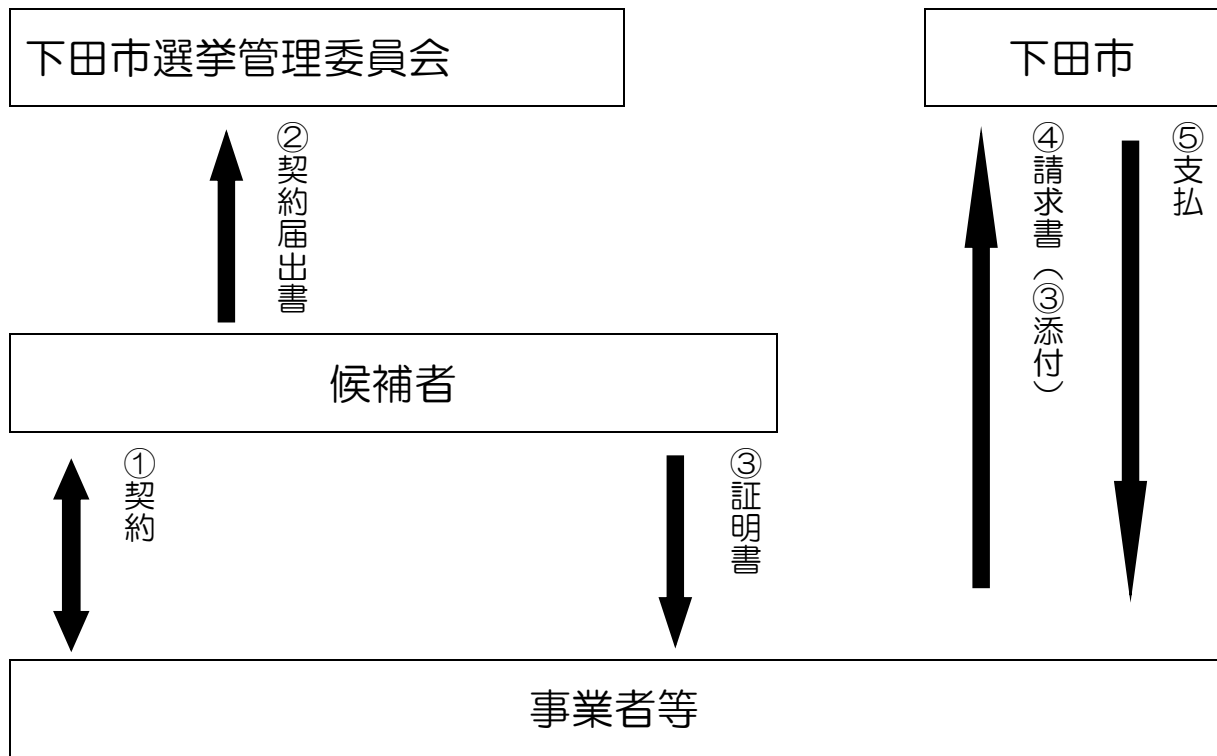 下田市選挙管理委員会
下田市
②契約届出書
④請求書（③添付）
⑤支払
候補者
①契約
③証明書
事業者等